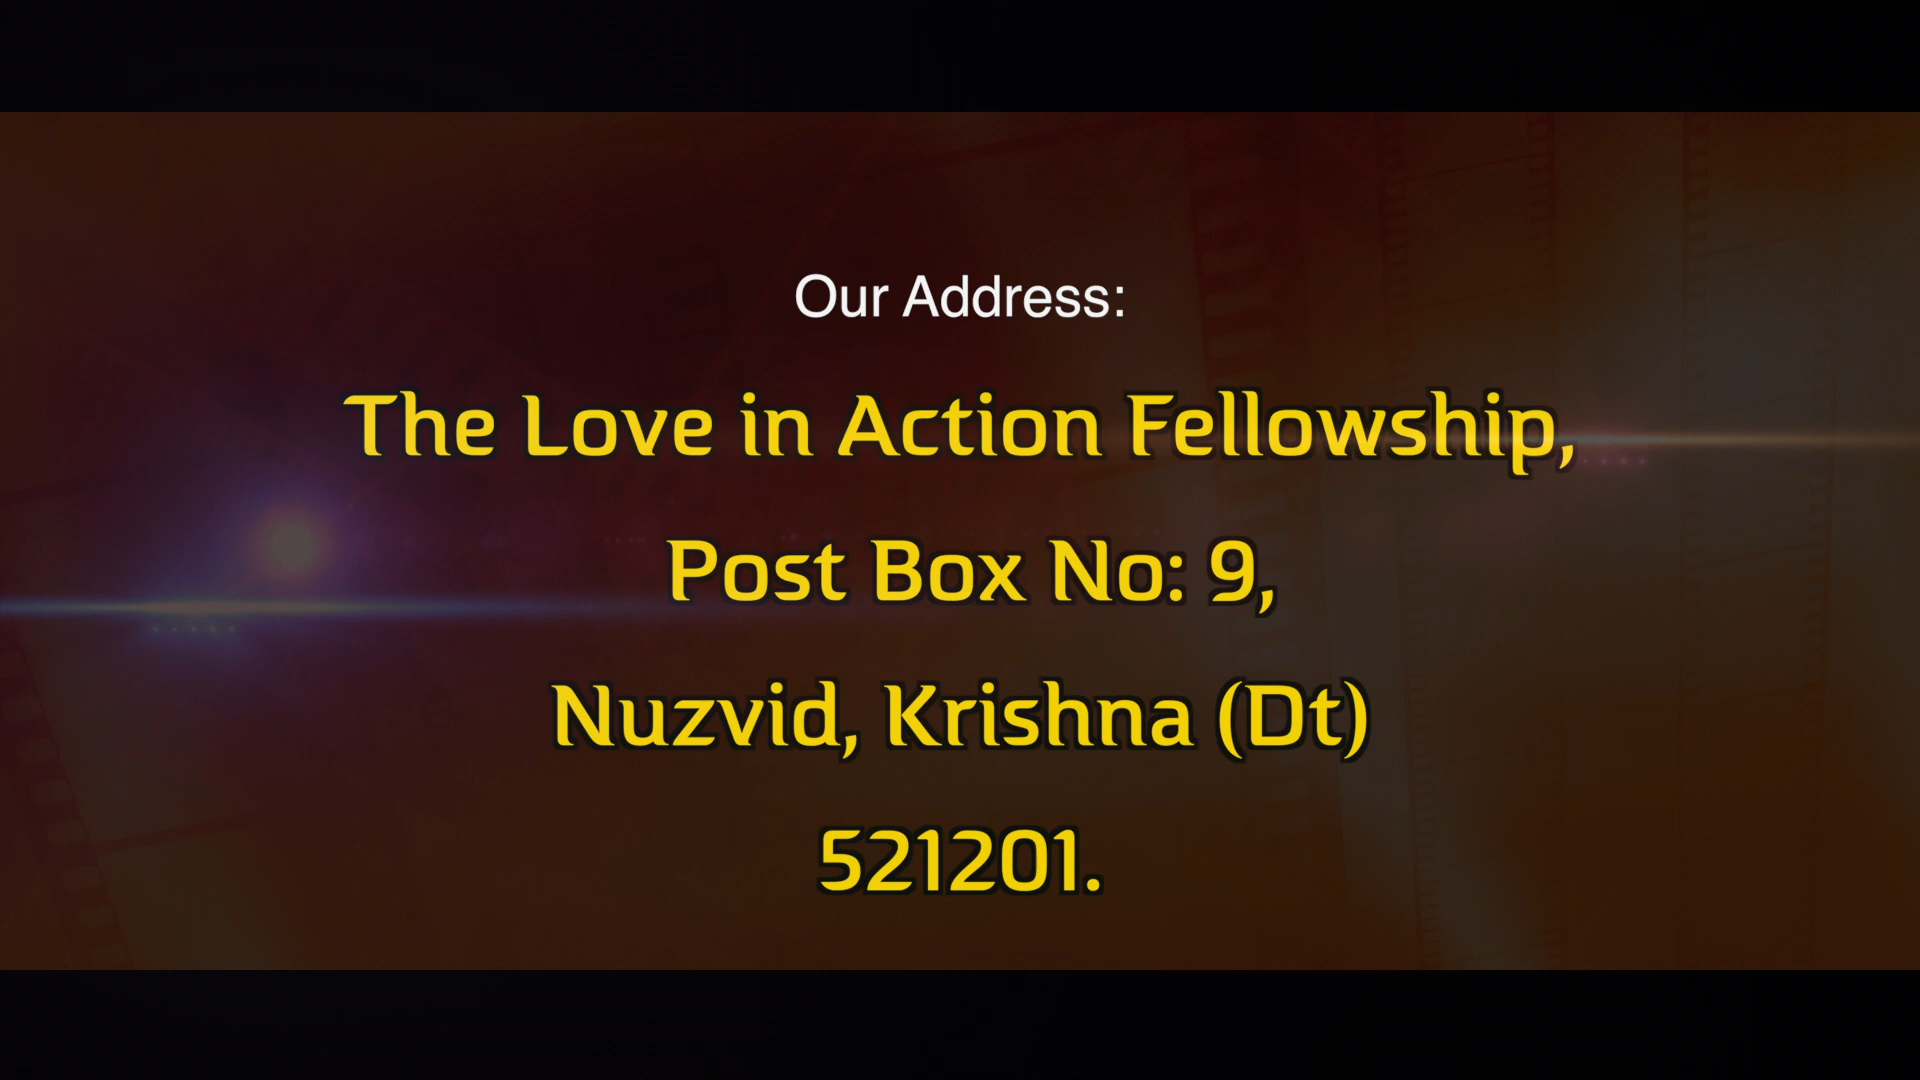 Our Address:
The Love in Action Fellowship,
Post Box No: 9,
Nuzvid, Krishna (Dt)
521201.